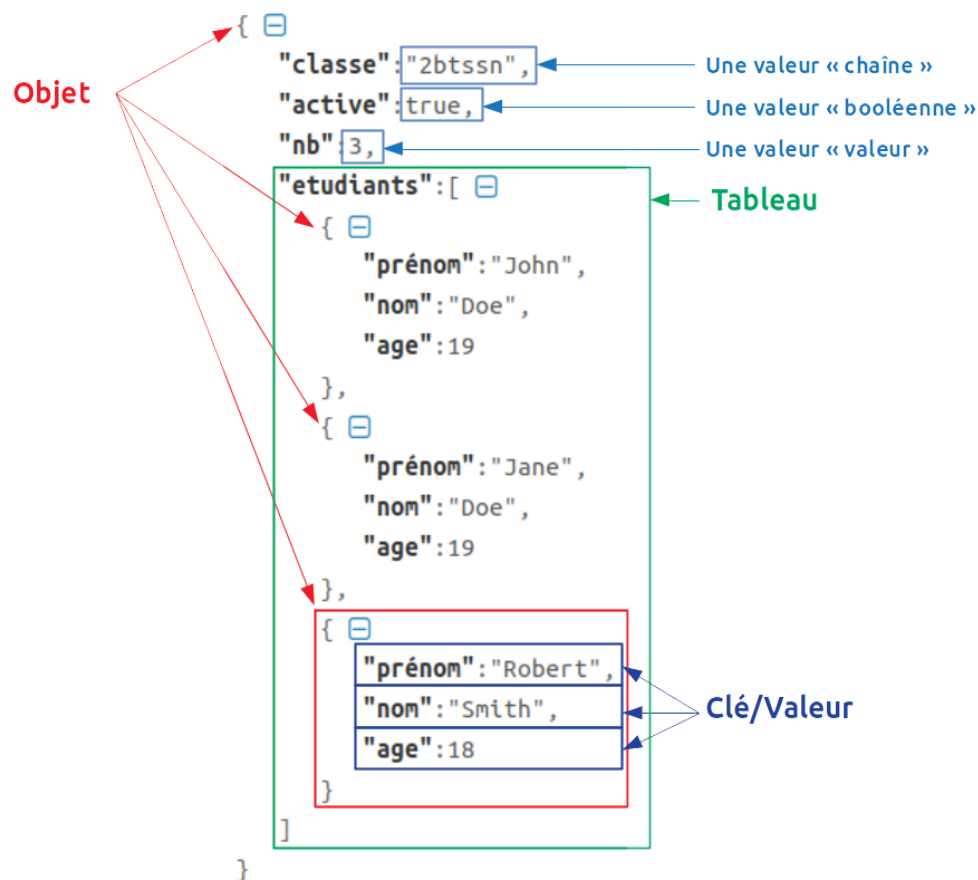 {
"classe":"2btssn", Une valeur « chaîne »
Objet
"active":true, Une valeur « booléenne »
"nb":3, Une valeur « valeur »
"etudiants":[ Tableau
{
"prénom":"John",
"nom":"Doe",
"age":19
},
{
"prénom":"Jane",
"nom":"Doe",
"age":19
},
{
"prénom":"Robert",
"nom":"Smith", Clé/Valeur
"age":18
}
]
}